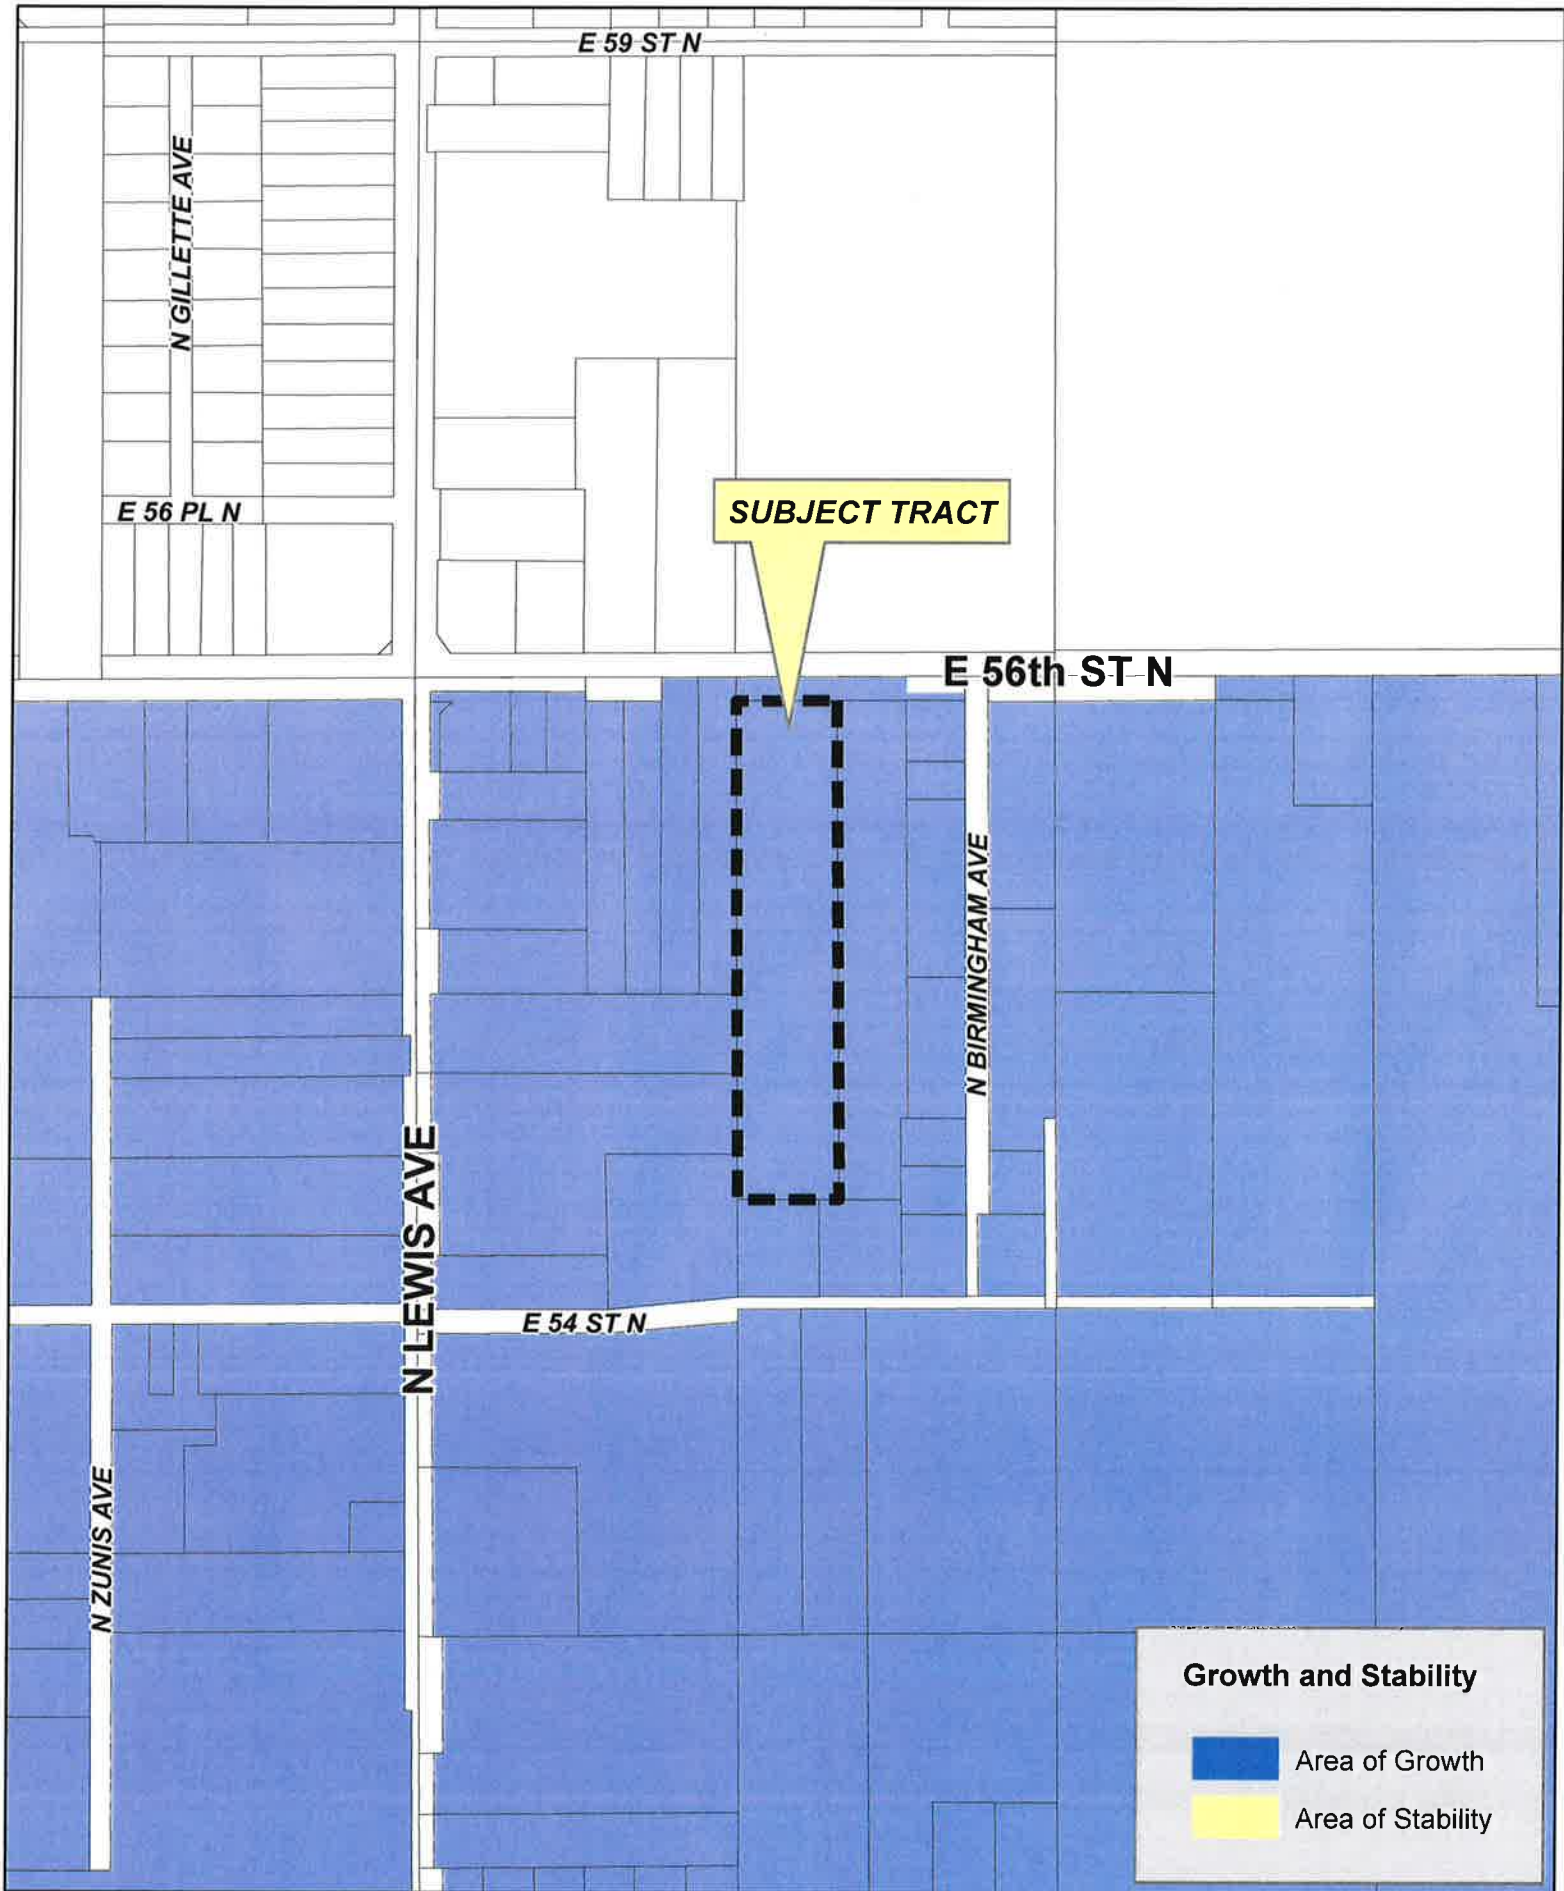 E 59 ST N
N GILLETTE AVE
E 56 PL N
SUBJECT TRACT
E 56th ST N
N BIRMINGHAM AVE
N LEWIS AVE
E 54 ST N
N ZUNIS AVE
Growth and Stability
Area of Growth
Area of Stability